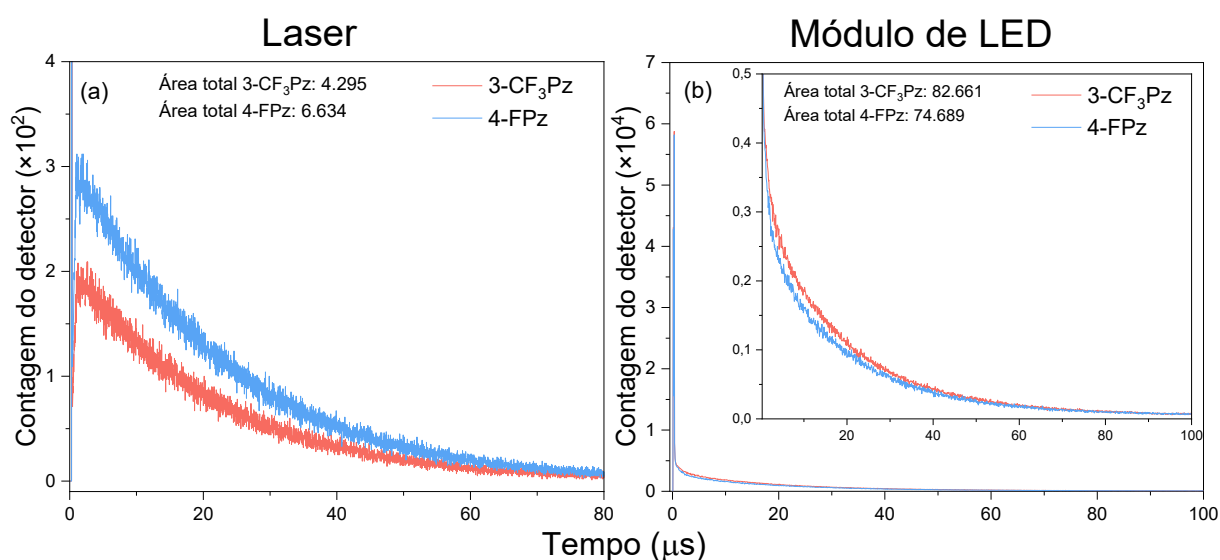 Laser
Módulo de LED
(a)
Área total 3-CF₃Pz: 4.295
Área total 4-FPz: 6.634
3-CF₃Pz
4-FPz
Contagem do detector (×10²)
4
3
2
1
0
0
20
40
60
80
(b)
Área total 3-CF₃Pz: 82.661
Área total 4-FPz: 74.689
3-CF₃Pz
4-FPz
Contagem do detector (×10⁴)
7
6
5
4
3
2
1
0
0,5
0,4
0,3
0,2
0,1
0,0
20
40
60
80
100
0
20
40
60
80
100
Tempo (μs)